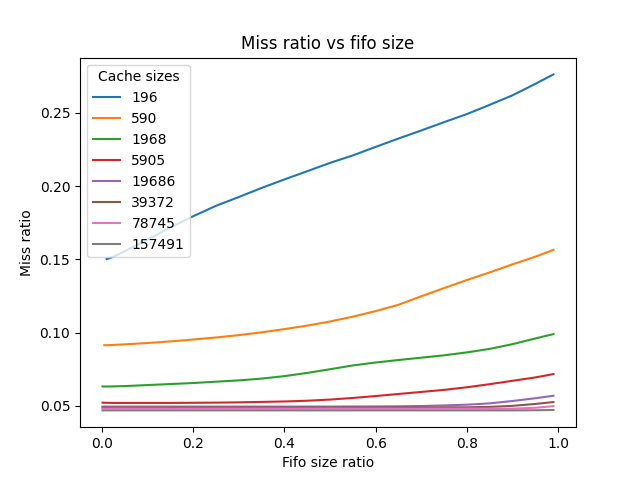 Miss ratio vs fifo size
Cache sizes
196
590
1968
5905
19686
39372
78745
157491
0.25
0.20
0.15
0.10
0.05
Miss ratio
0.0 0.2 0.4 0.6 0.8 1.0
Fifo size ratio